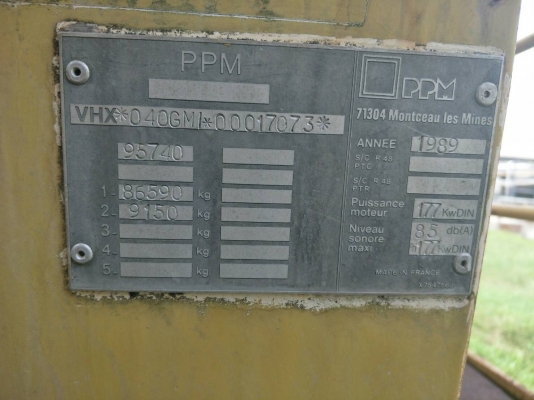 PPM
VHX*040GM1*00017073*
95740
1- 86590 kg
2- 9150 kg
3- kg
4- kg
5- kg
PPM
71304 Montceau les Mines
ANNÉE 1989
S/C R 48
PTC
S/C R 48
PTR
Puissance
moteur 177 KwDIN
Niveau 85 db(A)
sonore
maxi 177 KwDIN
MADE IN FRANCE